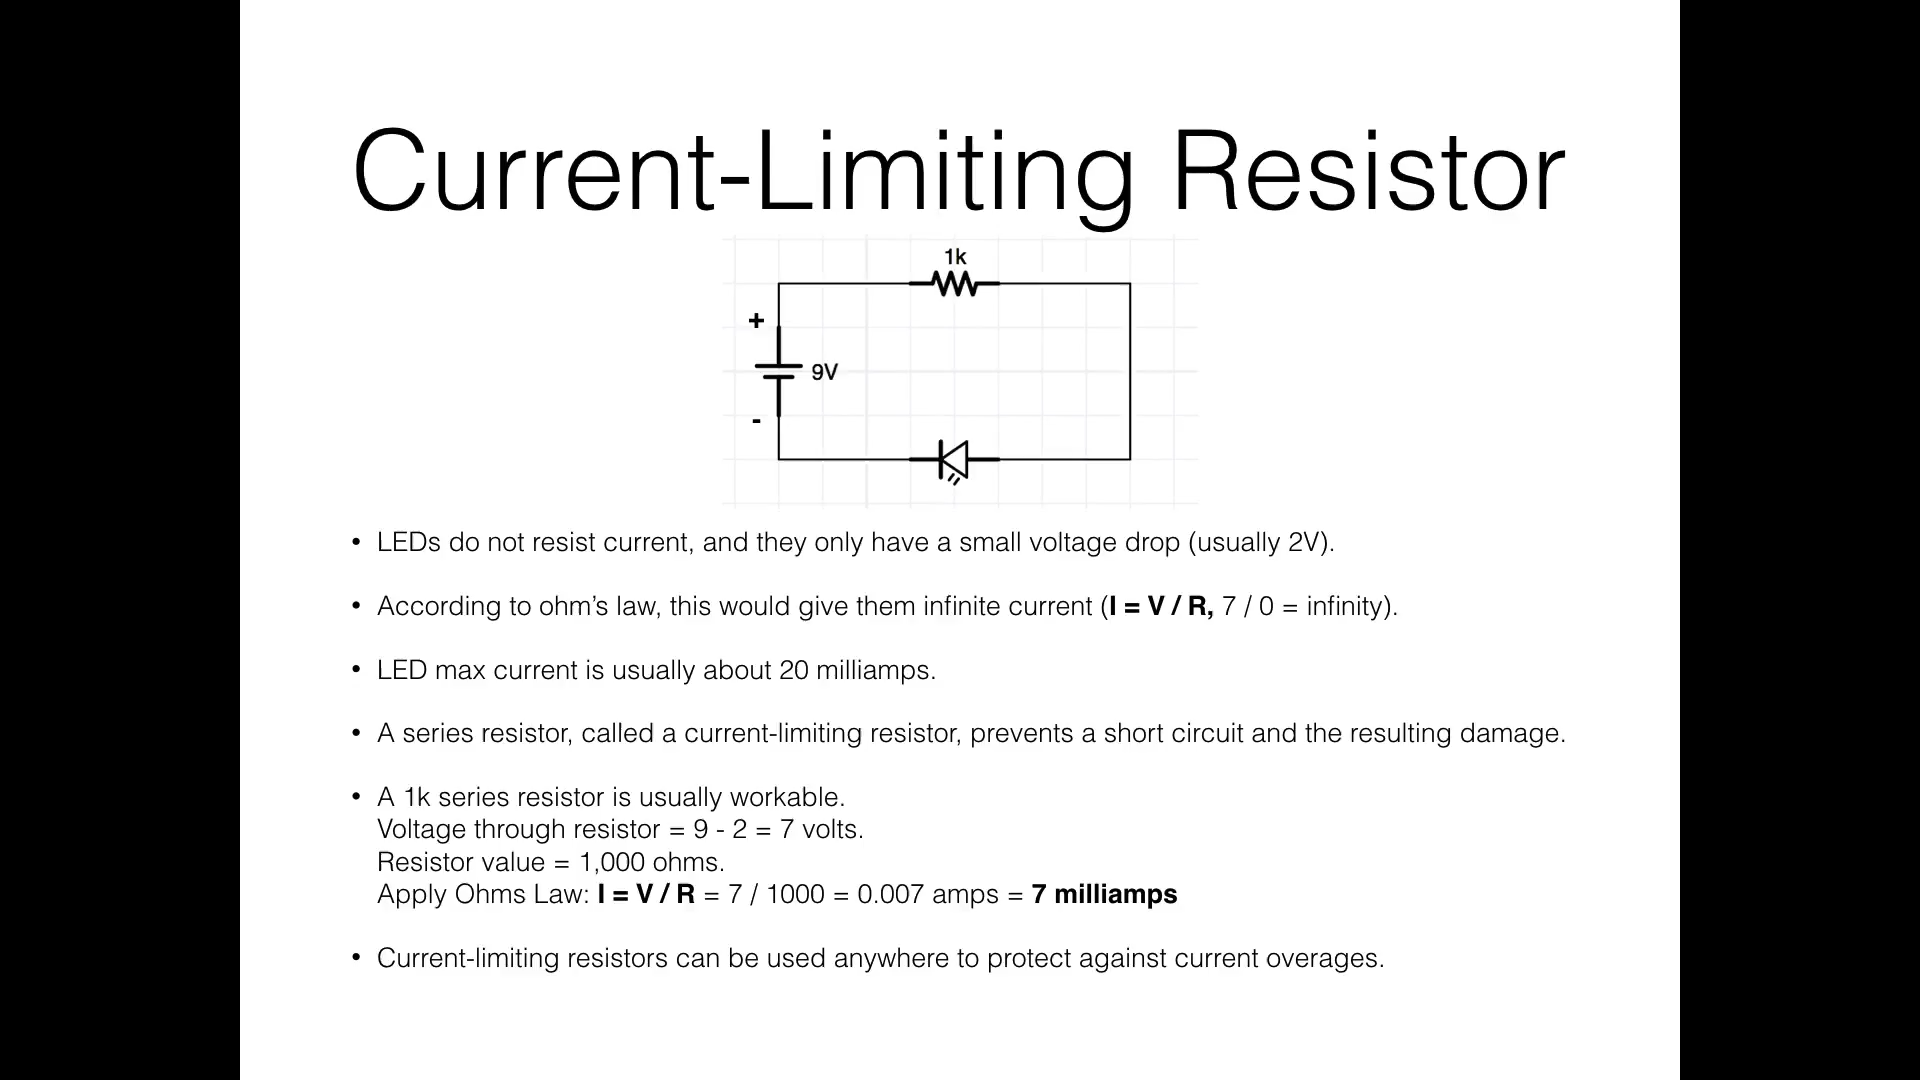 Current-Limiting Resistor
1k
+
9V
-
• LEDs do not resist current, and they only have a small voltage drop (usually 2V).
• According to ohm’s law, this would give them infinite current (I = V / R, 7 / 0 = infinity).
• LED max current is usually about 20 milliamps.
• A series resistor, called a current-limiting resistor, prevents a short circuit and the resulting damage.
• A 1k series resistor is usually workable.
Voltage through resistor = 9 - 2 = 7 volts.
Resistor value = 1,000 ohms.
Apply Ohms Law: I = V / R = 7 / 1000 = 0.007 amps = 7 milliamps
• Current-limiting resistors can be used anywhere to protect against current overages.